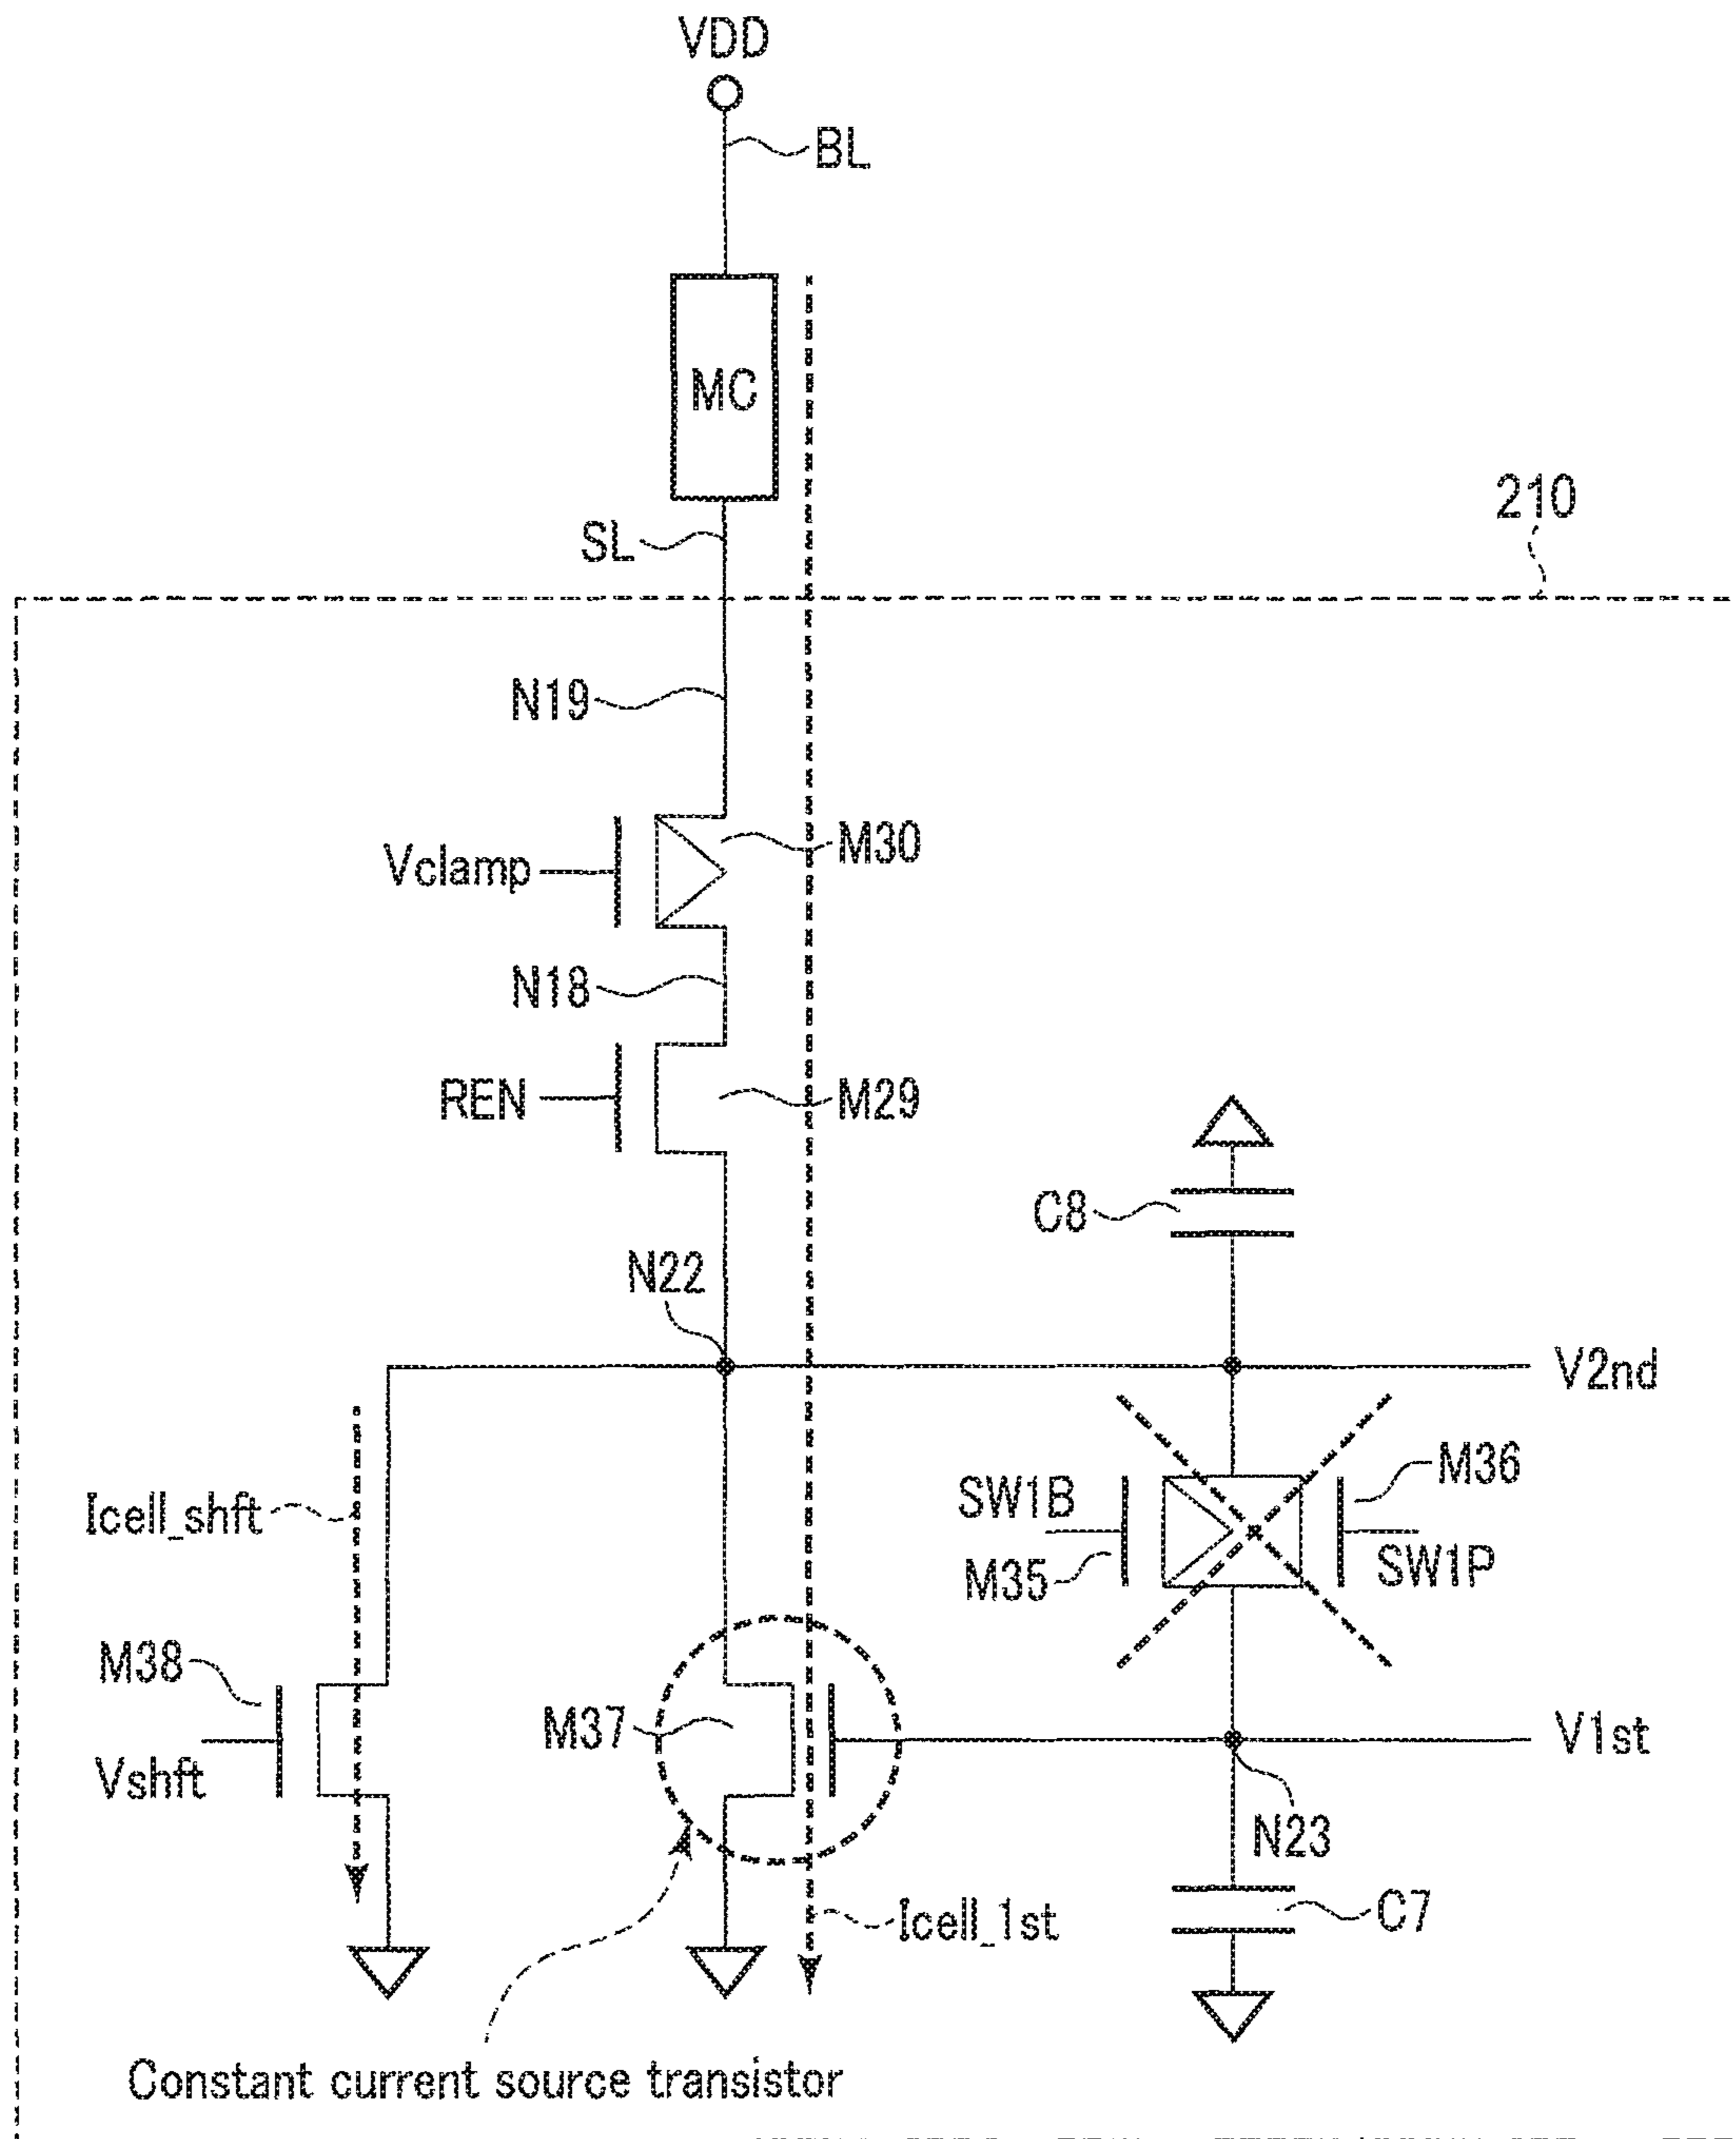 VDD
BL
MC
SL
210
N19
Vclamp
M30
N18
REN
M29
C8
N22
V2nd
Icell_shft
SW1B
M36
M35
SW1P
M38
M37
Vshft
V1st
N23
Icell_1st
C7
Constant current source transistor